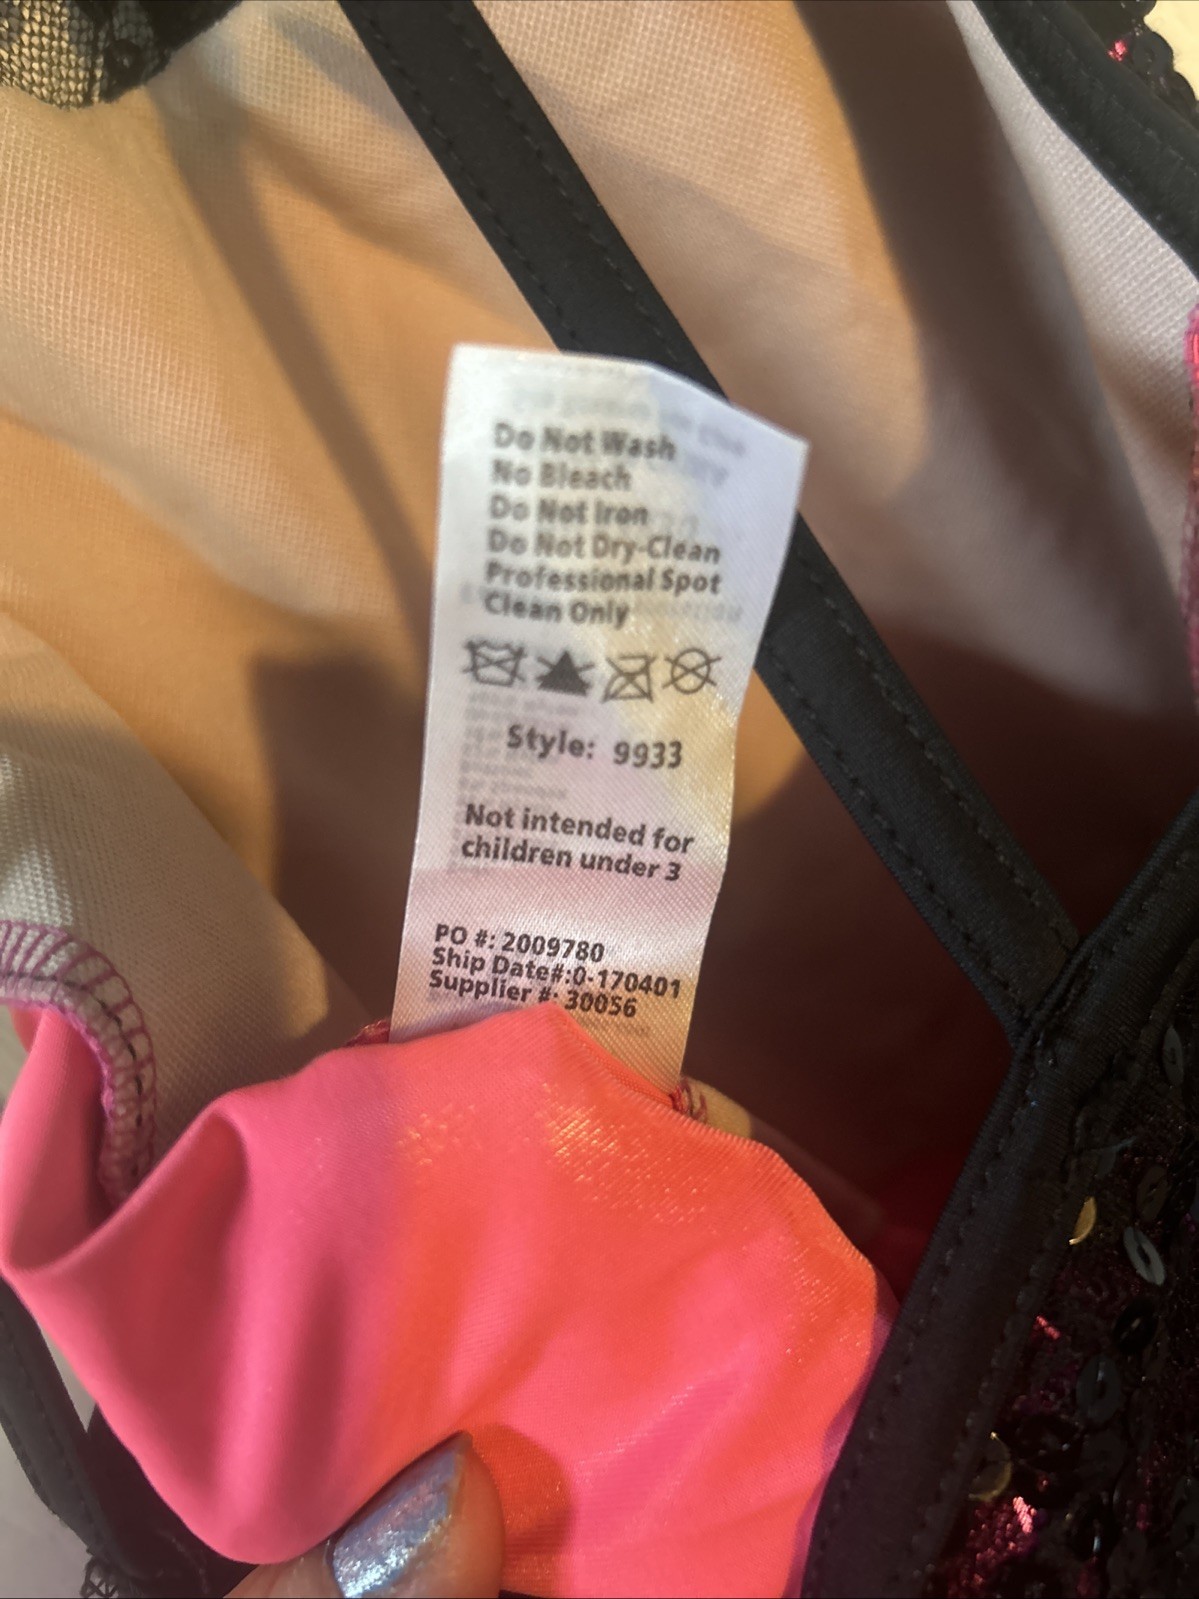 Do Not Wash
No Bleach
Do Not Iron
Do Not Dry-Clean
Professional Spot
Clean Only
Style: 9933
Not intended for
children under 3
PO #: 2009780
Ship Date#:0-170401
Supplier #: 30056